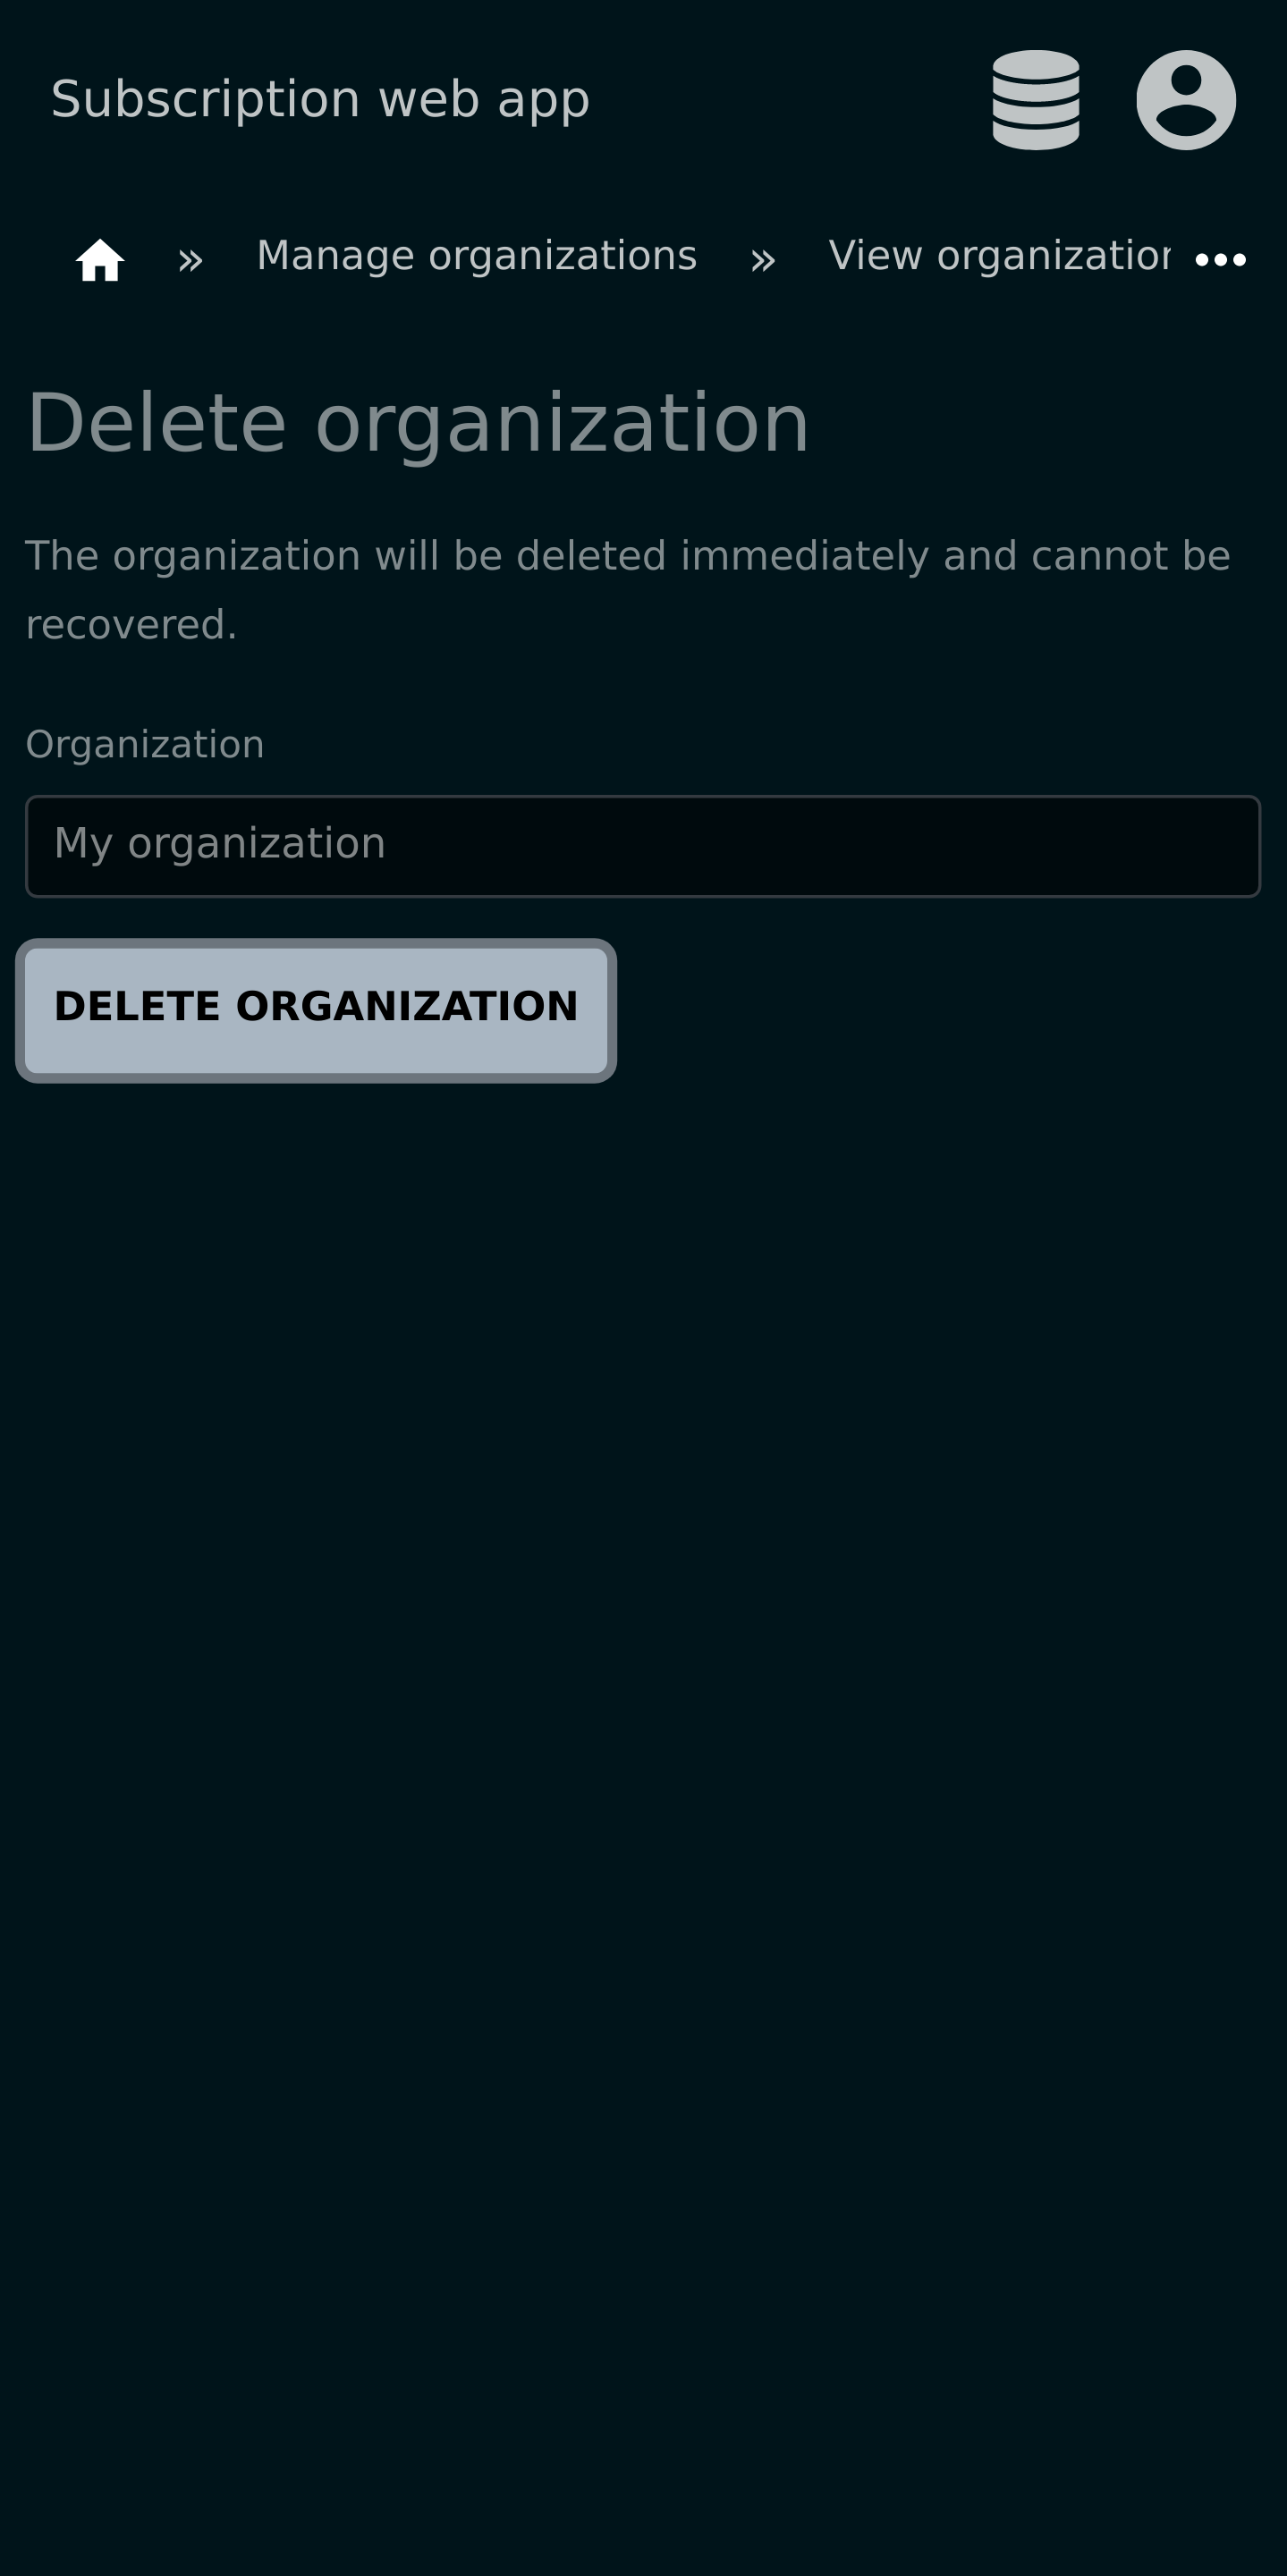 Subscription web app
» Manage organizations » View organization
Delete organization
The organization will be deleted immediately and cannot be
recovered.
Organization
My organization
DELETE ORGANIZATION